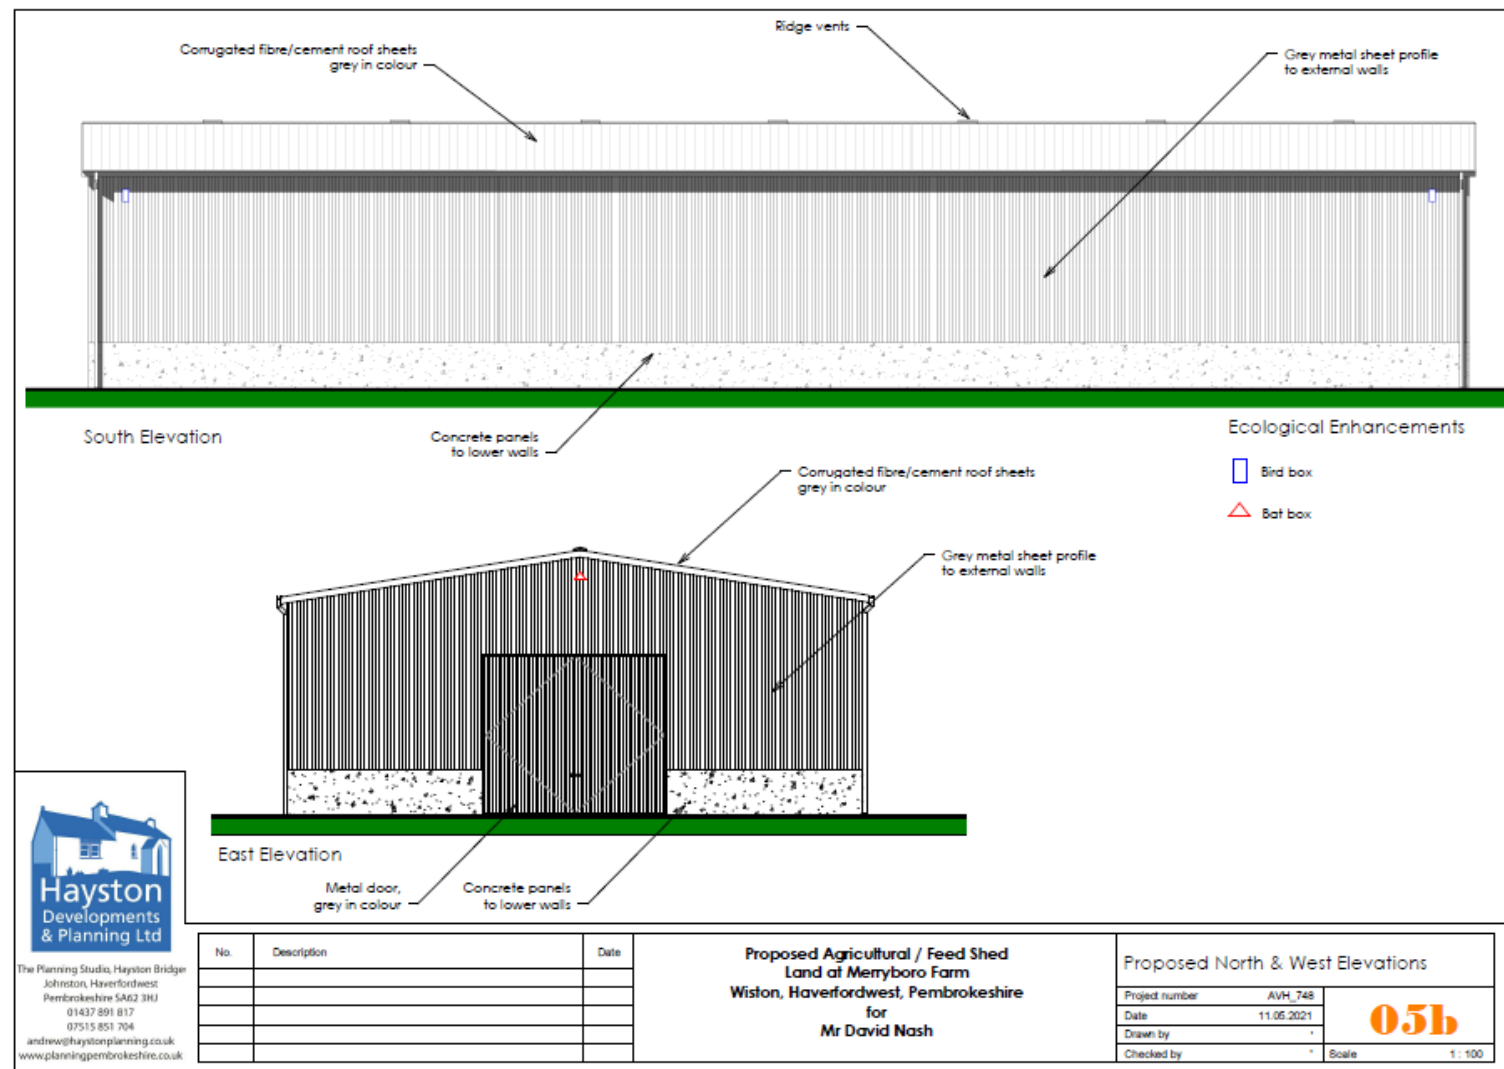 Ridge vents
Corrugated fibre/cement roof sheets
grey in colour
Grey metal sheet profile
to external walls
South Elevation
Concrete panels
to lower walls
Ecological Enhancements
Bird box
Bat box
Corrugated fibre/cement roof sheets
grey in colour
Grey metal sheet profile
to external walls
East Elevation
Metal door,
grey in colour
Concrete panels
to lower walls
Hayston
Developments
& Planning Ltd
The Planning Studio, Hayston Bridge
Johnston, Haverfordwest
Pembrokeshire SA62 3HJ
01437 891 817
07515 851 704
andrew@haystonplanning.co.uk
www.planningpembrokeshire.co.uk
No. Description Date
Proposed Agricultural / Feed Shed
Land at Merryboro Farm
Wiston, Haverfordwest, Pembrokeshire
for
Mr David Nash
Proposed North & West Elevations
Project number AVH_748
Date 11.05.2021
Drawn by
Checked by
05b
Scale 1 : 100